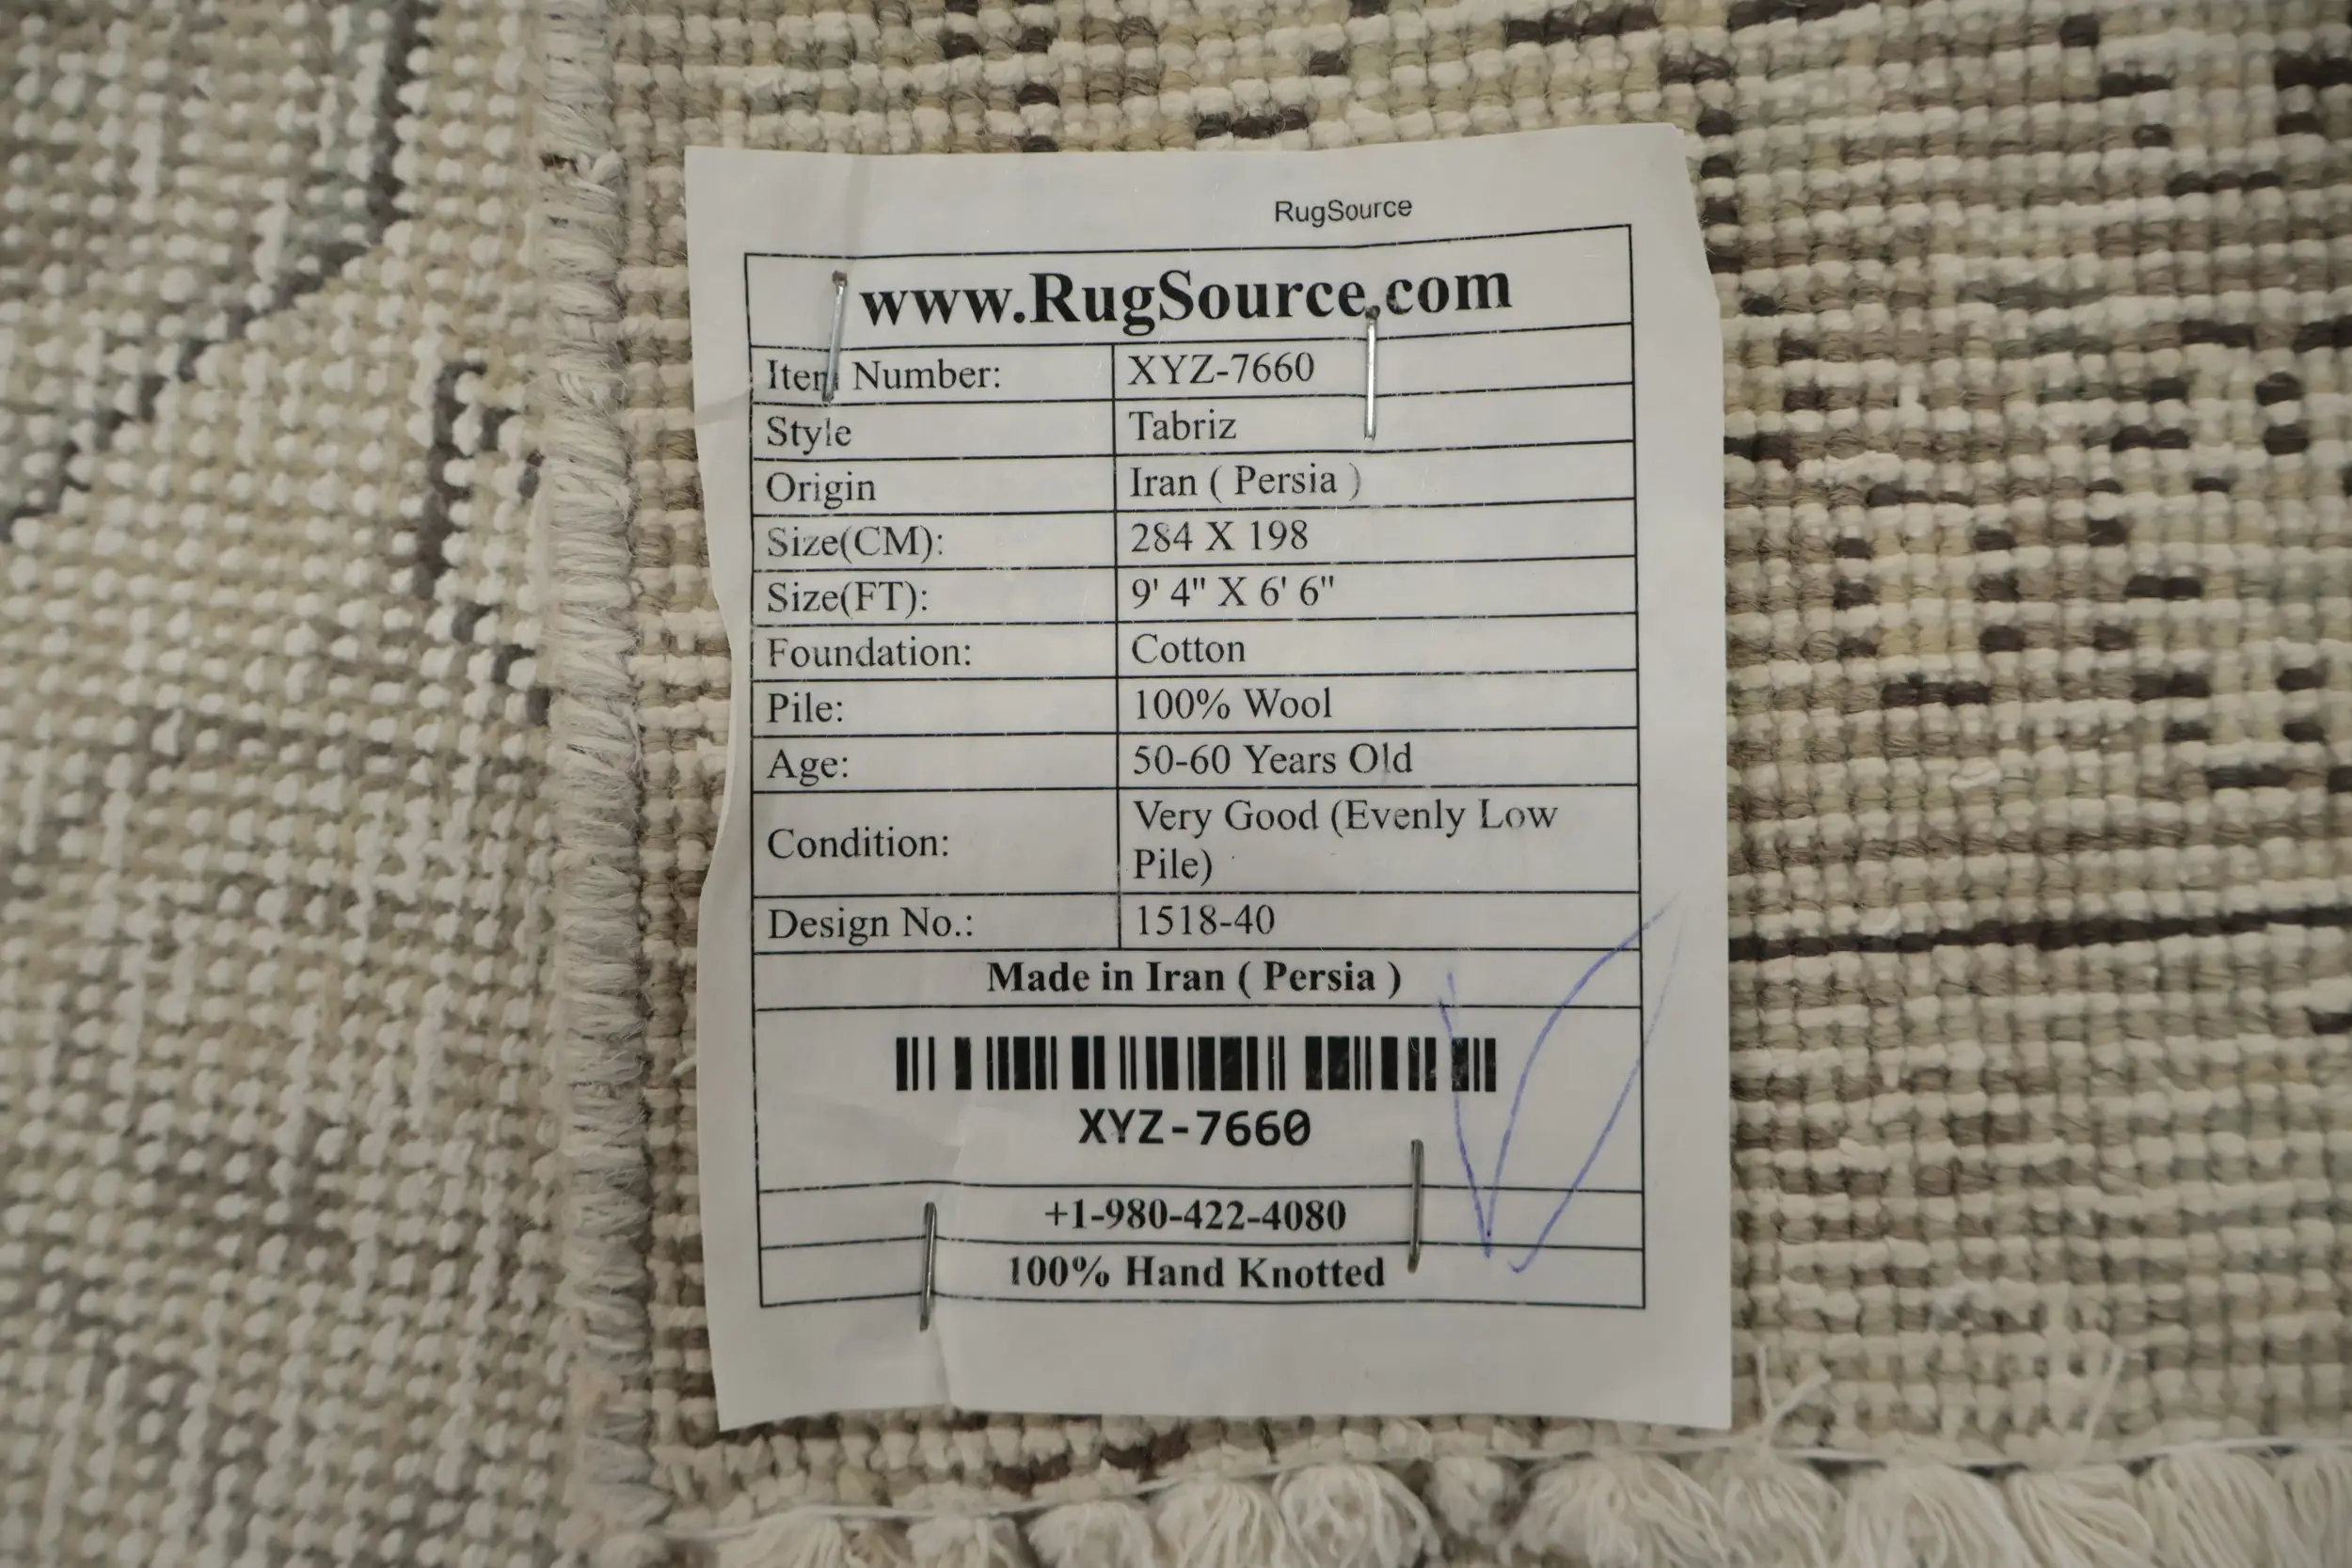 RugSource
www.RugSource.com
Item Number: XYZ-7660
Style Tabriz
Origin Iran ( Persia )
Size(CM): 284 X 198
Size(FT): 9' 4" X 6' 6"
Foundation: Cotton
Pile: 100% Wool
Age: 50-60 Years Old
Condition: Very Good (Evenly Low
Pile)
Design No.: 1518-40
Made in Iran ( Persia )
XYZ-7660
+1-980-422-4080
100% Hand Knotted